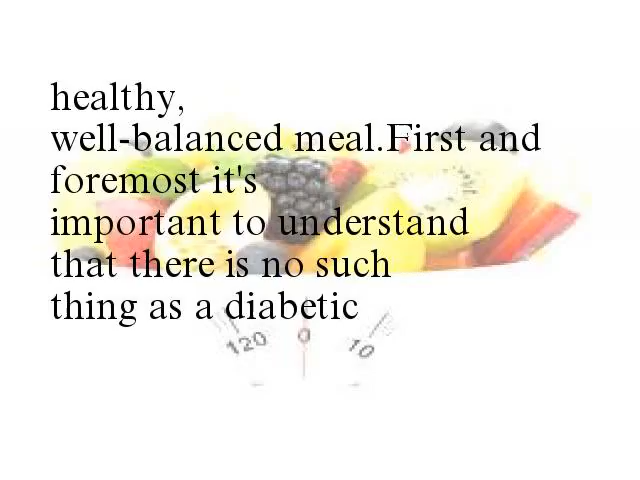 healthy,
well-balanced meal.First and
foremost it's
important to understand
that there is no such
thing as a diabetic
120 0 10